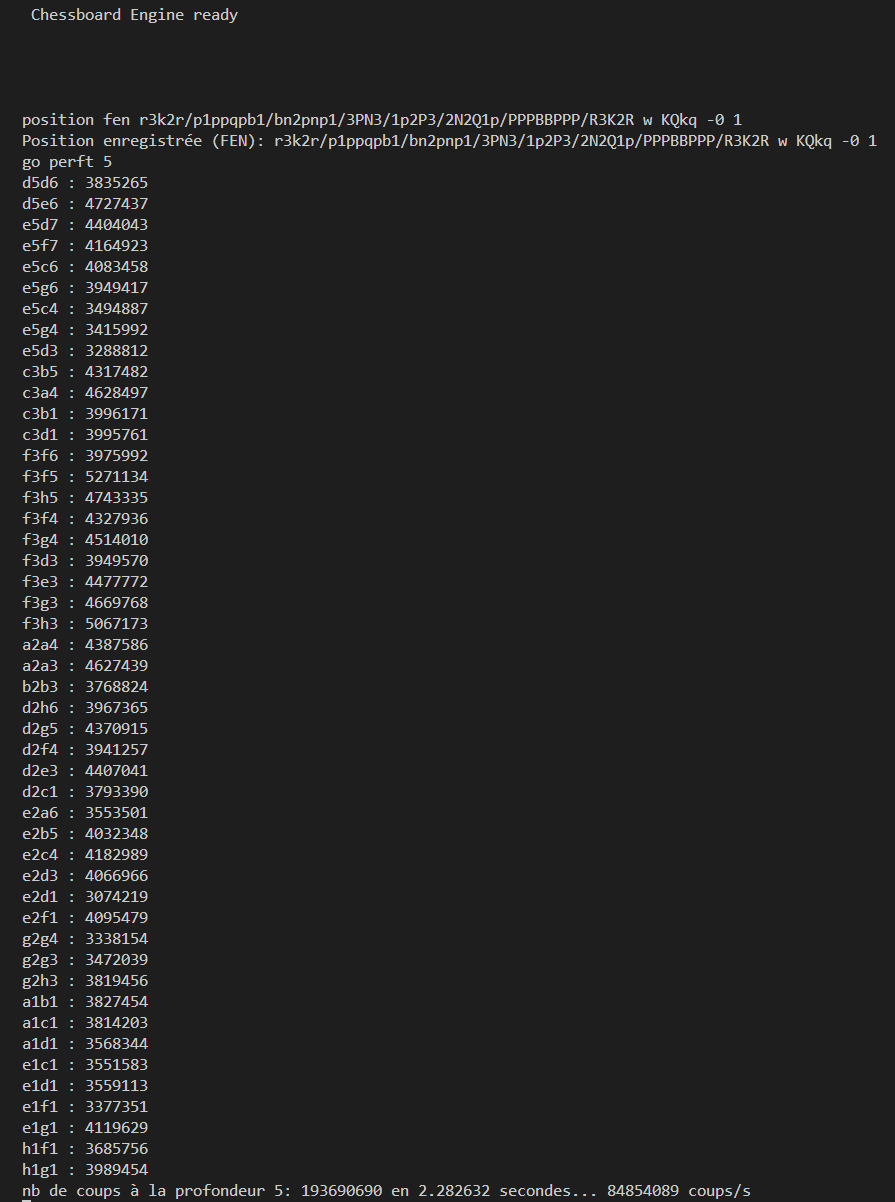 Chessboard Engine ready
position fen r3k2r/p1ppqpb1/bn2pnp1/3PN3/1p2P3/2N2Q1p/PPPBBPPP/R3K2R w KQkq -0 1
Position enregistrée (FEN): r3k2r/p1ppqpb1/bn2pnp1/3PN3/1p2P3/2N2Q1p/PPPBBPPP/R3K2R w KQkq -0 1
go perft 5
d5d6 : 3835265
d5e6 : 4727437
e5d7 : 4404043
e5f7 : 4164923
e5c6 : 4083458
e5g6 : 3949417
e5c4 : 3494887
e5g4 : 3415992
e5d3 : 3288812
c3b5 : 4317482
c3a4 : 4628497
c3b1 : 3996171
c3d1 : 3995761
f3f6 : 3975992
f3f5 : 5271134
f3h5 : 4743335
f3f4 : 4327936
f3g4 : 4514010
f3d3 : 3949570
f3e3 : 4477772
f3g3 : 4669768
f3h3 : 5067173
a2a4 : 4387586
a2a3 : 4627439
b2b3 : 3768824
d2h6 : 3967365
d2g5 : 4370915
d2f4 : 3941257
d2e3 : 4407041
d2c1 : 3793390
e2a6 : 3553501
e2b5 : 4032348
e2c4 : 4182989
e2d3 : 4066966
e2d1 : 3074219
e2f1 : 4095479
g2g4 : 3338154
g2g3 : 3472039
g2h3 : 3819456
a1b1 : 3827454
a1c1 : 3814203
a1d1 : 3568344
e1c1 : 3551583
e1d1 : 3559113
e1f1 : 3377351
e1g1 : 4119629
h1f1 : 3685756
h1g1 : 3989454
nb de coups à la profondeur 5: 193690690 en 2.282632 secondes... 84854089 coups/s